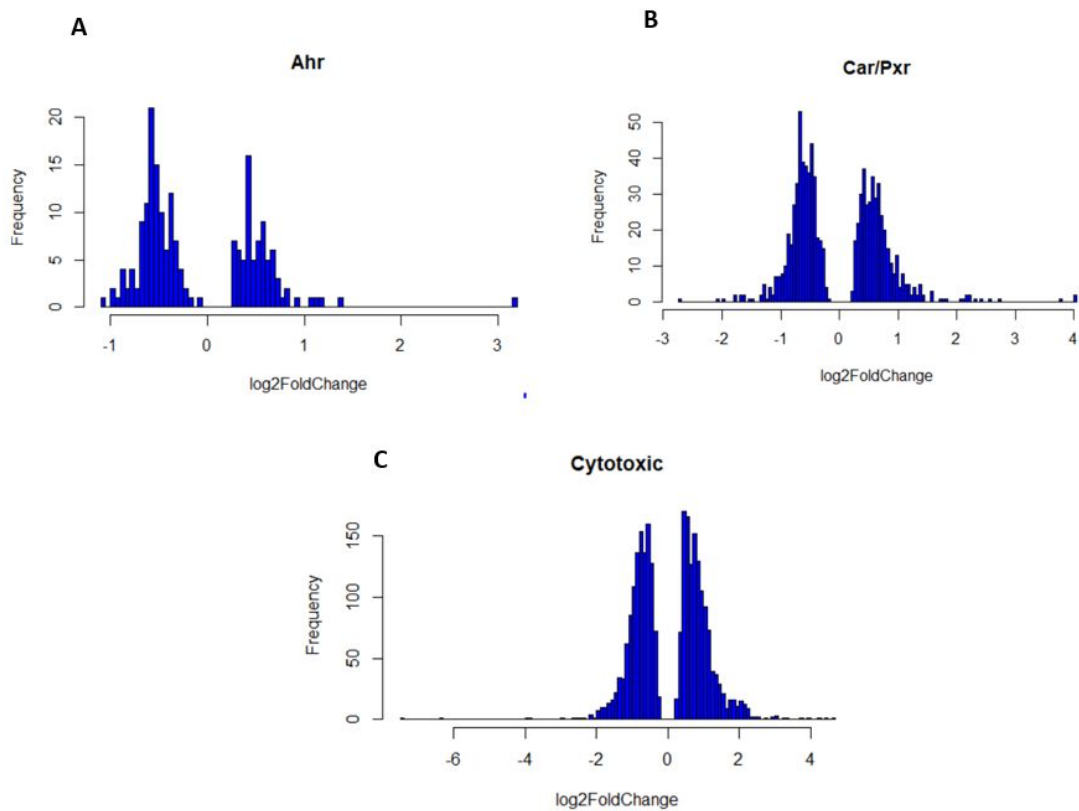 A
Ahr
Frequency
20
15
10
5
0
-1 0 1 2 3
log2FoldChange
B
Car/Pxr
Frequency
50
40
30
20
10
0
-3 -2 -1 0 1 2 3 4
log2FoldChange
C
Cytotoxic
Frequency
150
100
50
0
-6 -4 -2 0 2 4
log2FoldChange